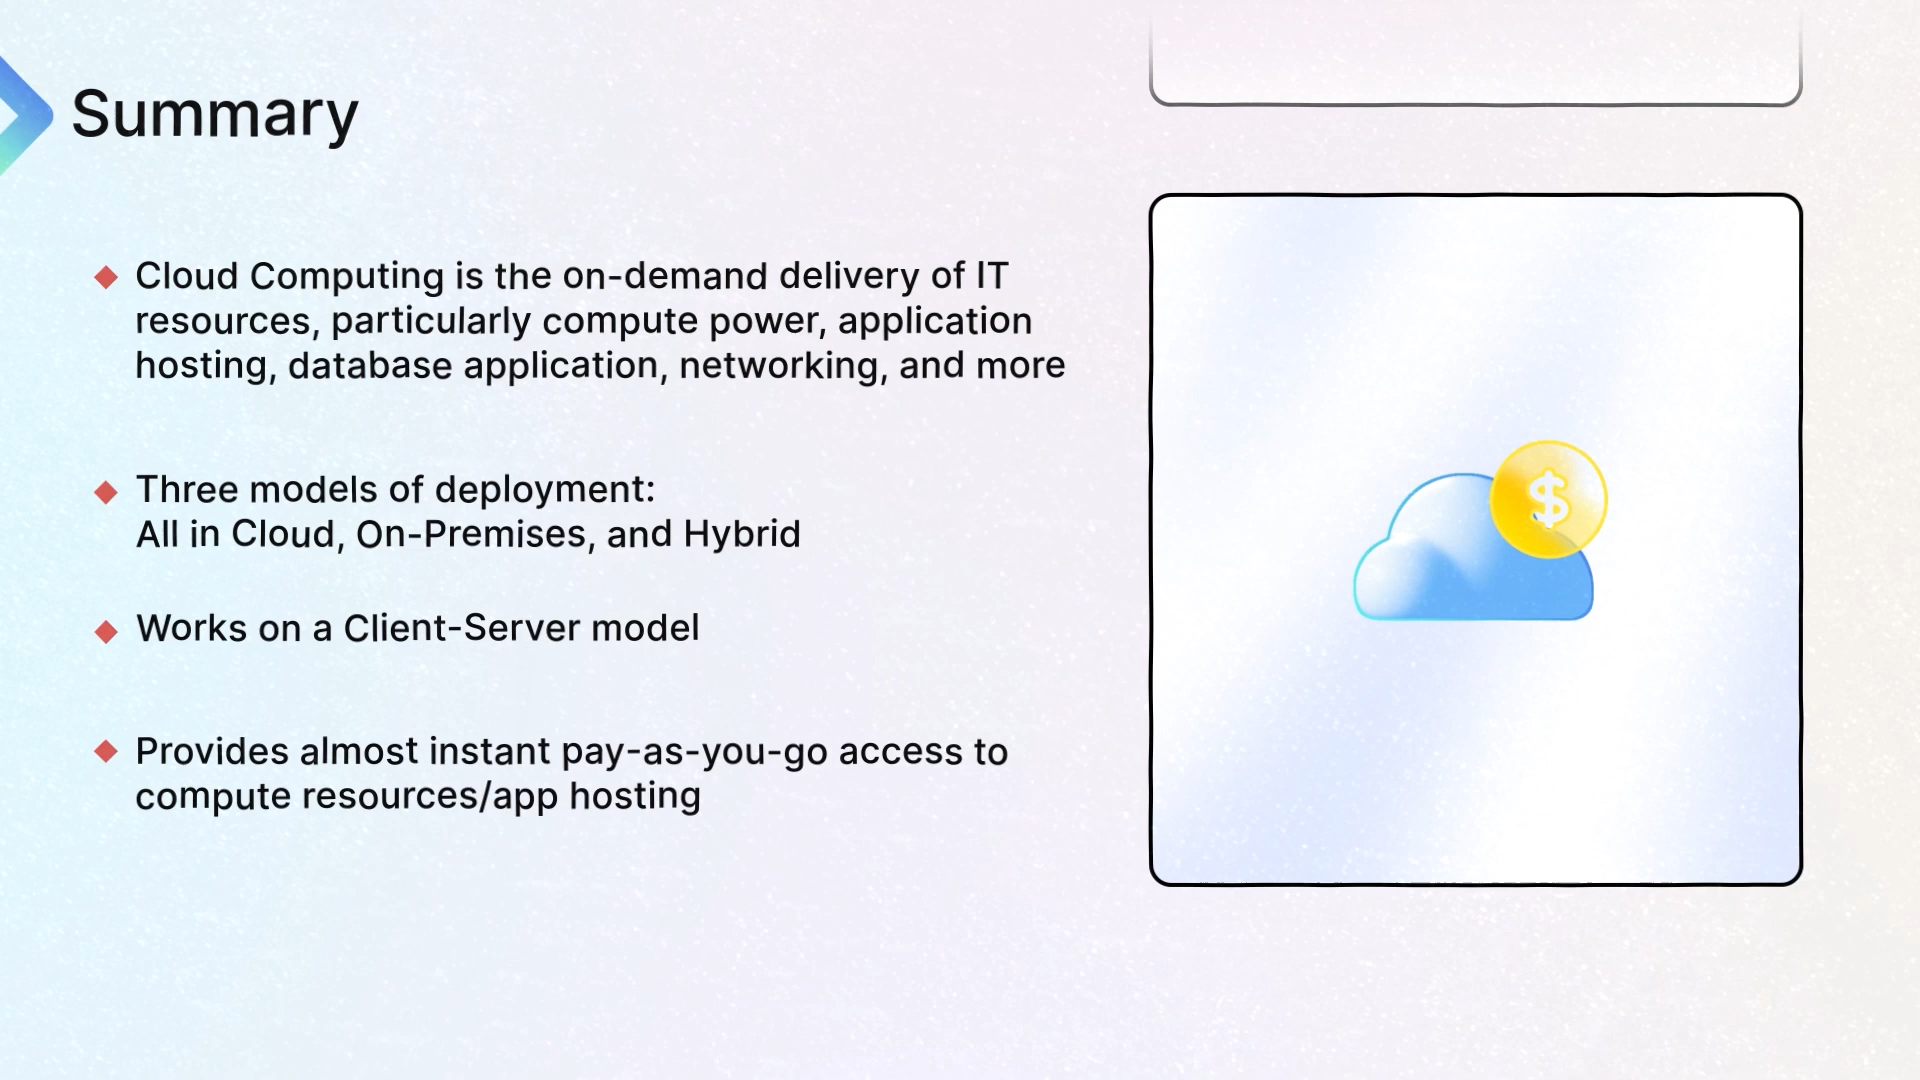 Summary
Cloud Computing is the on-demand delivery of IT
resources, particularly compute power, application
hosting, database application, networking, and more
Three models of deployment:
All in Cloud, On-Premises, and Hybrid
Works on a Client-Server model
Provides almost instant pay-as-you-go access to
compute resources/app hosting
$